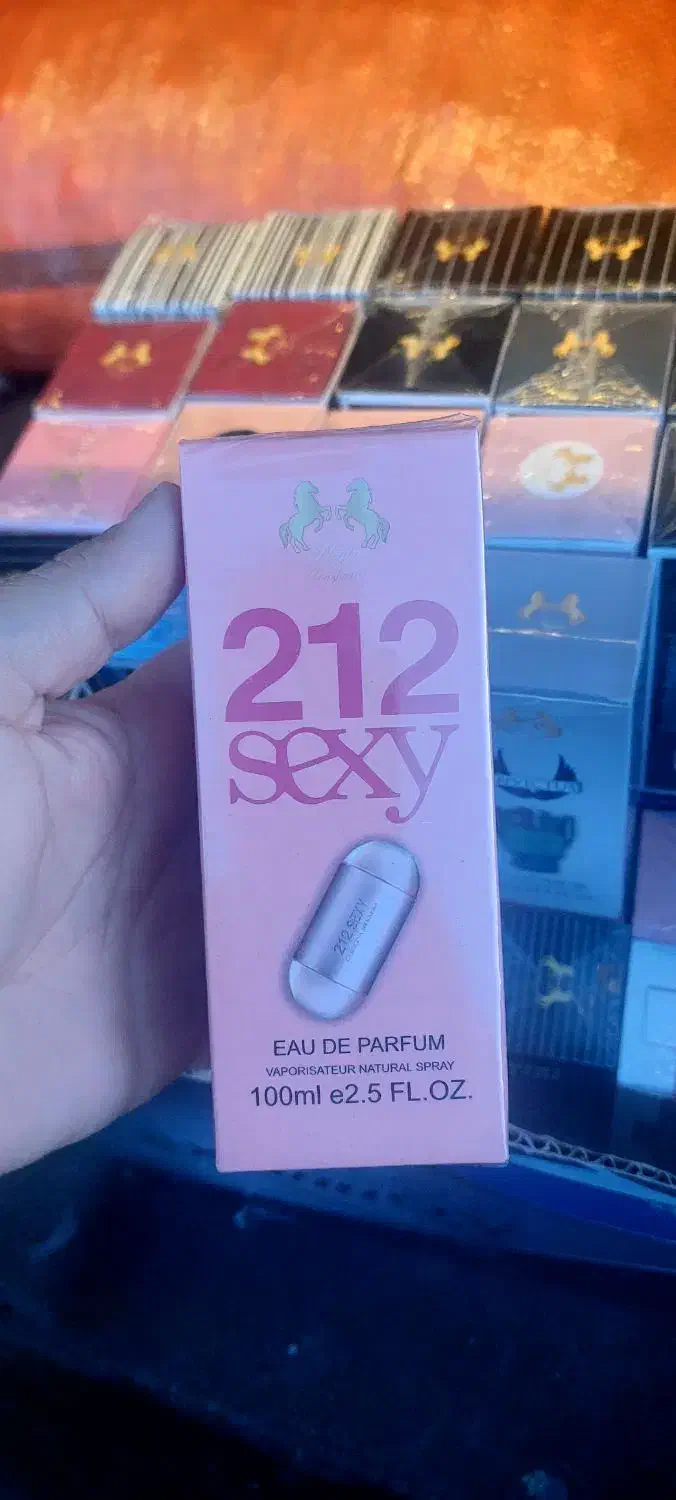 212
sexy
212 SEXY
EAU DE PARFUM
VAPORISATEUR NATURAL SPRAY
100ml e2.5 FL.OZ.